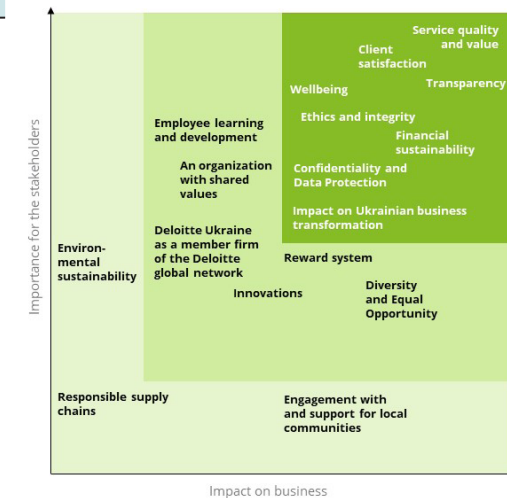 Service quality
and value
Client
satisfaction
Transparency
Wellbeing
Ethics and integrity
Employee learning
and development
Financial
sustainability
An organization
with shared
values
Confidentiality and
Data Protection
Impact on Ukrainian business
transformation
Deloitte Ukraine
as a member firm
of the Deloitte
global network
Environ-
mental
sustainability
Reward system
Innovations
Diversity
and Equal
Opportunity
Responsible supply
chains
Engagement with
and support for local
communities
Importance for the stakeholders
Impact on business